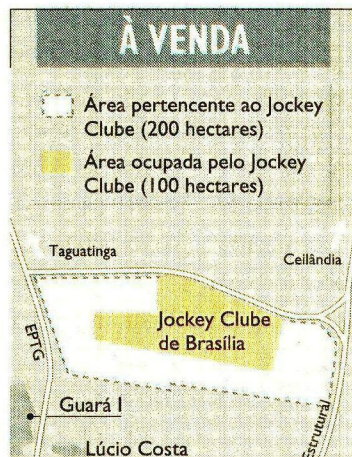 À VENDA
Área pertencente ao Jockey
Clube (200 hectares)
Área ocupada pelo Jockey
Clube (100 hectares)
Taguatinga
Ceilândia
Jockey Clube
de Brasília
EPTG
Guará I
Lúcio Costa
Estrutural